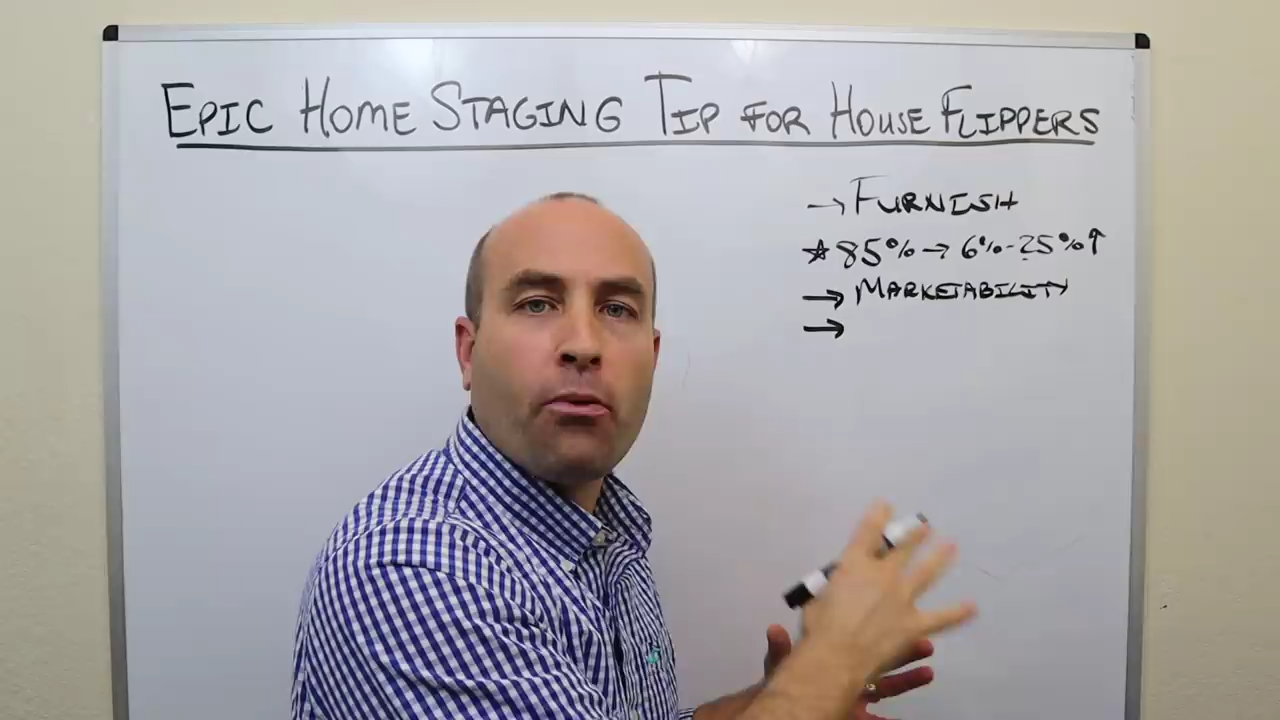 EPIC HOME STAGING TIP FOR HOUSE FLIPPERS
→ FURNISH
☆ 85% → 6%-25%↑
→ MARKETABILITY
→